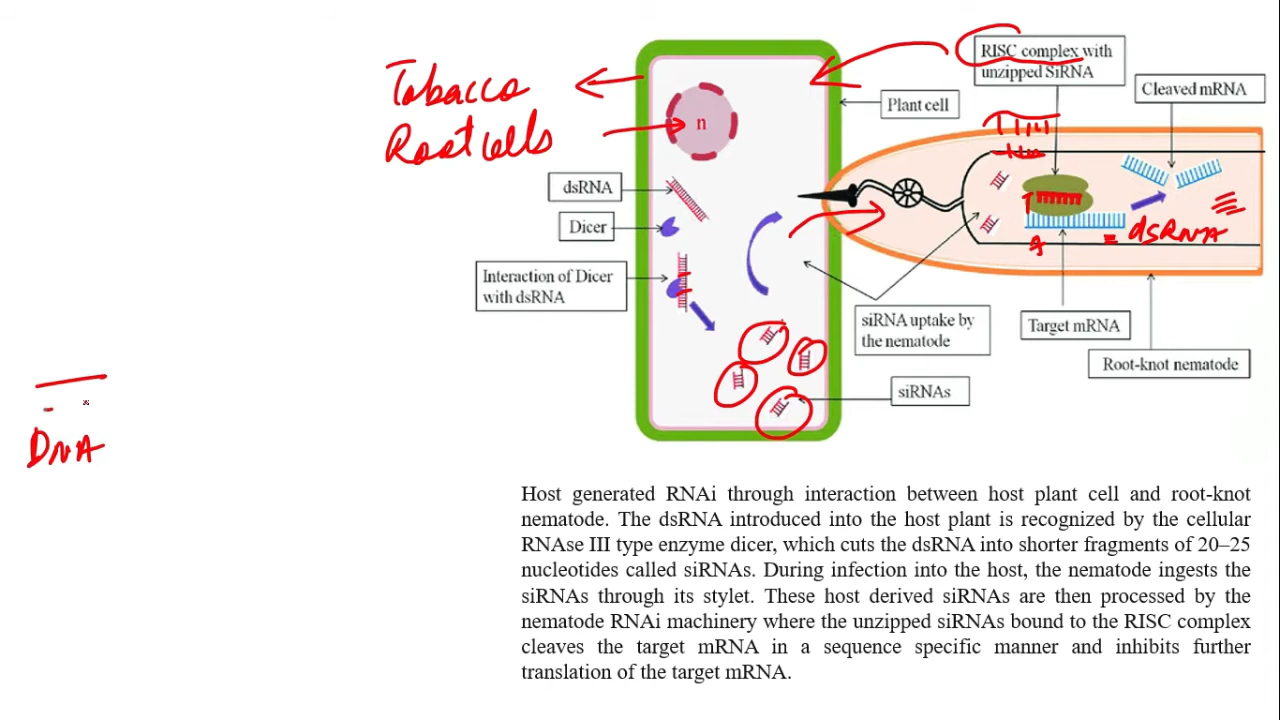 Tobacco
Root cells
n
RISC complex with
unzipped SiRNA
Cleaved mRNA
Plant cell
dsRNA
Dicer
Interaction of Dicer
with dsRNA
= dsRNA
siRNA uptake by
the nematode
Target mRNA
Root-knot nematode
siRNAs
DNA
Host generated RNAi through interaction between host plant cell and root-knot
nematode. The dsRNA introduced into the host plant is recognized by the cellular
RNAse III type enzyme dicer, which cuts the dsRNA into shorter fragments of 20–25
nucleotides called siRNAs. During infection into the host, the nematode ingests the
siRNAs through its stylet. These host derived siRNAs are then processed by the
nematode RNAi machinery where the unzipped siRNAs bound to the RISC complex
cleaves the target mRNA in a sequence specific manner and inhibits further
translation of the target mRNA.